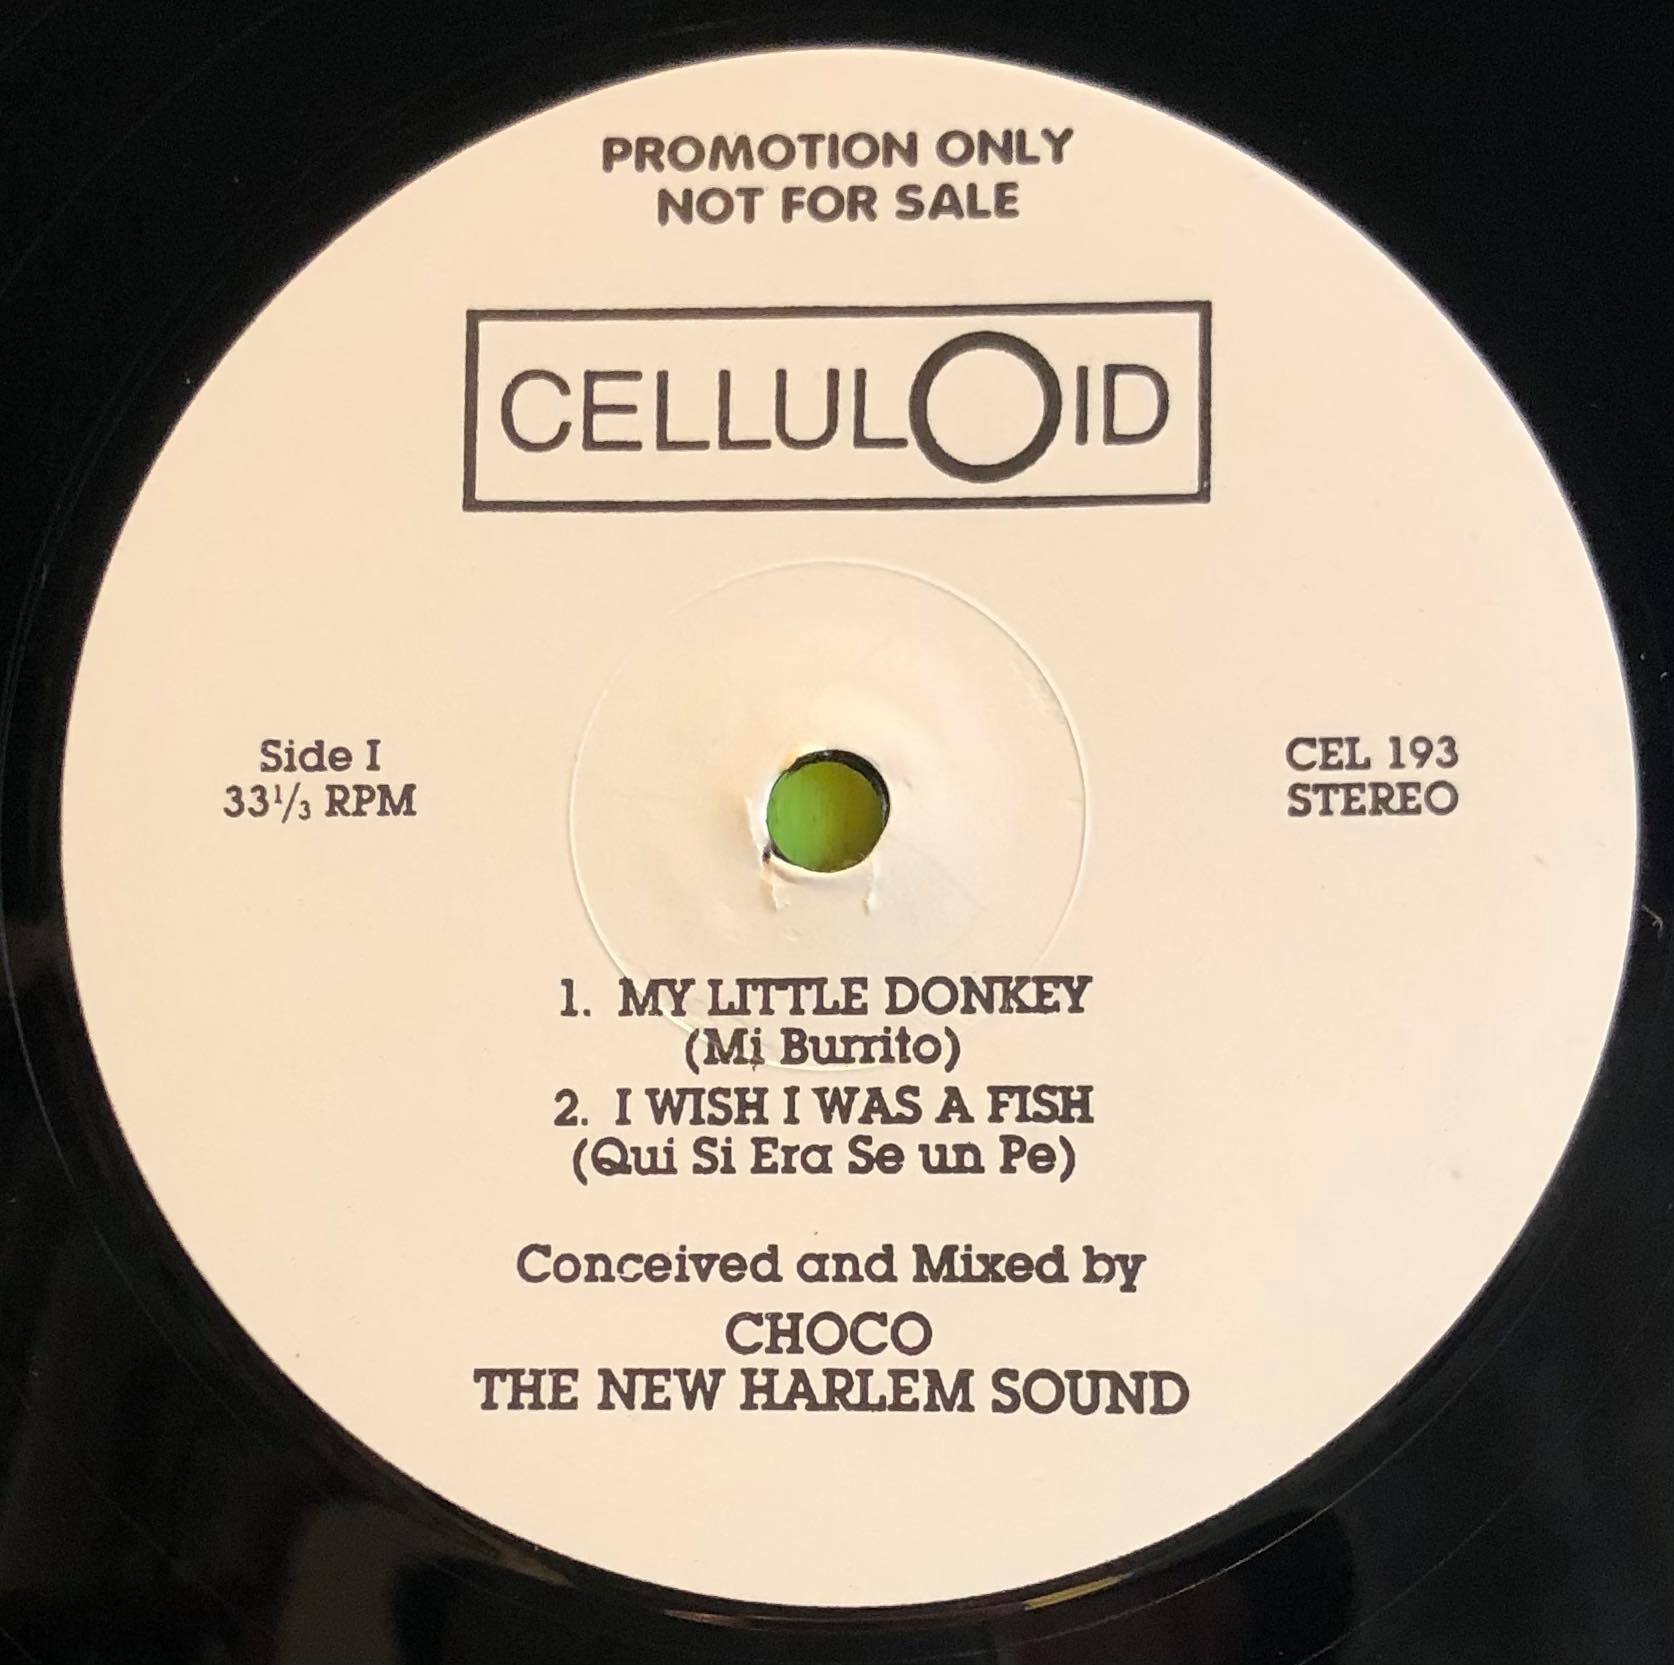 PROMOTION ONLY
NOT FOR SALE
CELLULOID
Side I
33⅓ RPM
CEL 193
STEREO
1. MY LITTLE DONKEY
(Mi Burrito)
2. I WISH I WAS A FISH
(Qui Si Era Se un Pe)
Conceived and Mixed by
CHOCO
THE NEW HARLEM SOUND